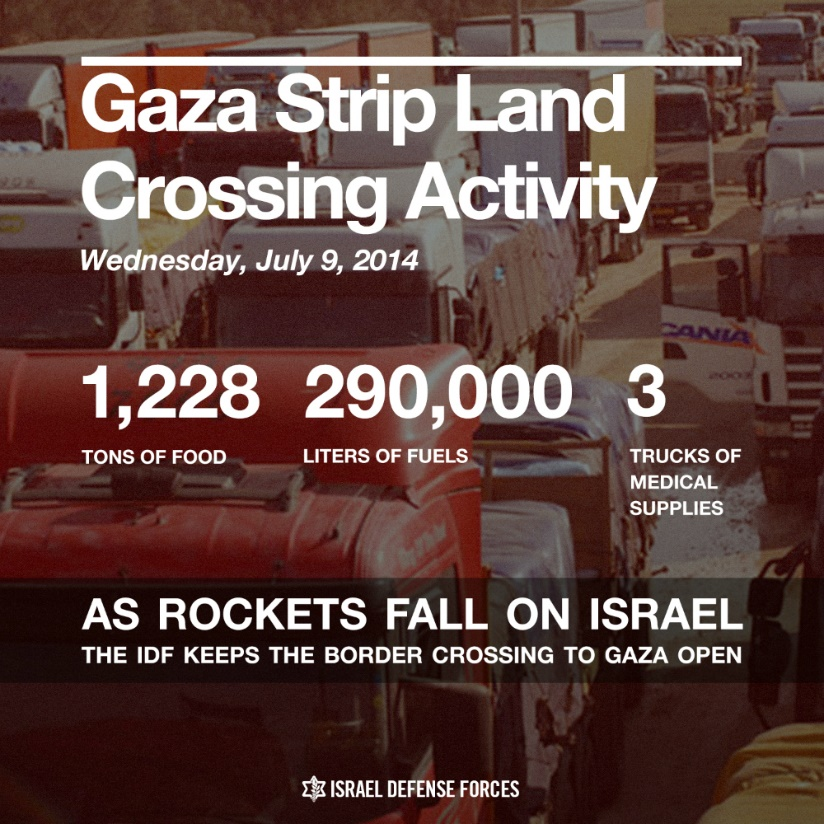 Gaza Strip Land
Crossing Activity
Wednesday, July 9, 2014
1,228 290,000 3
TONS OF FOOD LITERS OF FUELS TRUCKS OF
MEDICAL
SUPPLIES
CANIA
2003
AS ROCKETS FALL ON ISRAEL
THE IDF KEEPS THE BORDER CROSSING TO GAZA OPEN
ISRAEL DEFENSE FORCES